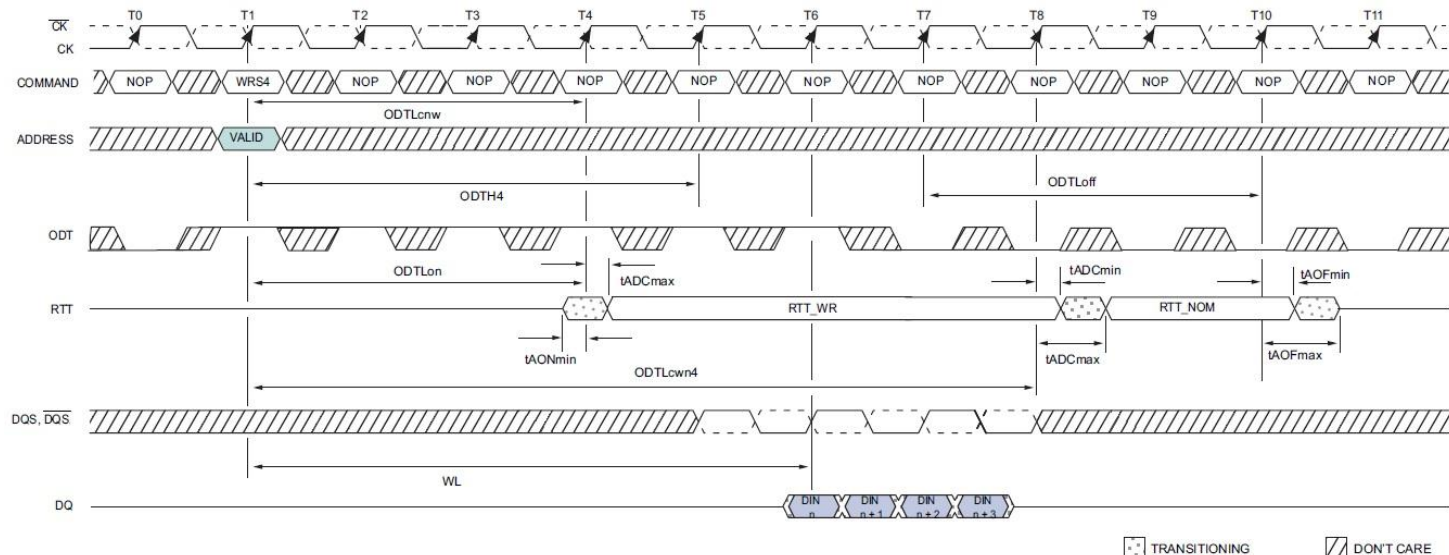 T0 T1 T2 T3 T4 T5 T6 T7 T8 T9 T10 T11
CK
CK
COMMAND NOP WRS4 NOP NOP NOP NOP NOP NOP NOP NOP NOP NOP
ODTLcnw
ADDRESS VALID
ODTH4 ODTLoff
ODT
ODTLon tADCmax tADCmin tAOFmin
RTT RTT_WR RTT_NOM
tAONmin tADCmax tAOFmax
ODTLcwn4
DQS, DQS
WL
DQ DIN n DIN n + 1 DIN n + 2 DIN n + 3
TRANSITIONING DON'T CARE